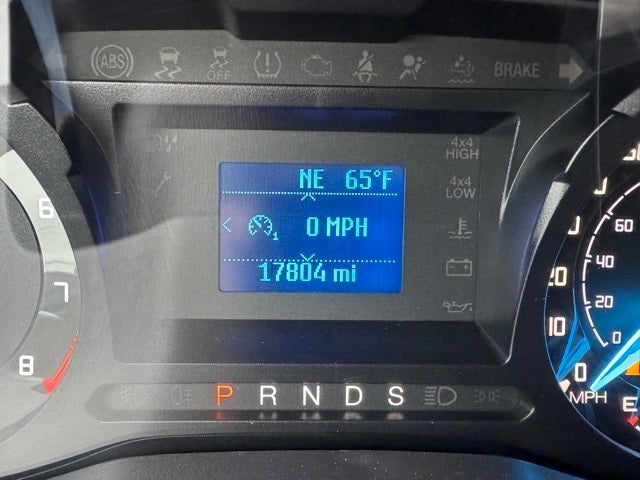 ABS OFF BRAKE
4x4 HIGH
4x4 LOW
NE 65°F
0 MPH
1
17804 mi
6
7
8
P R N D S
60
40
20
0
20
10
0
MPH
E